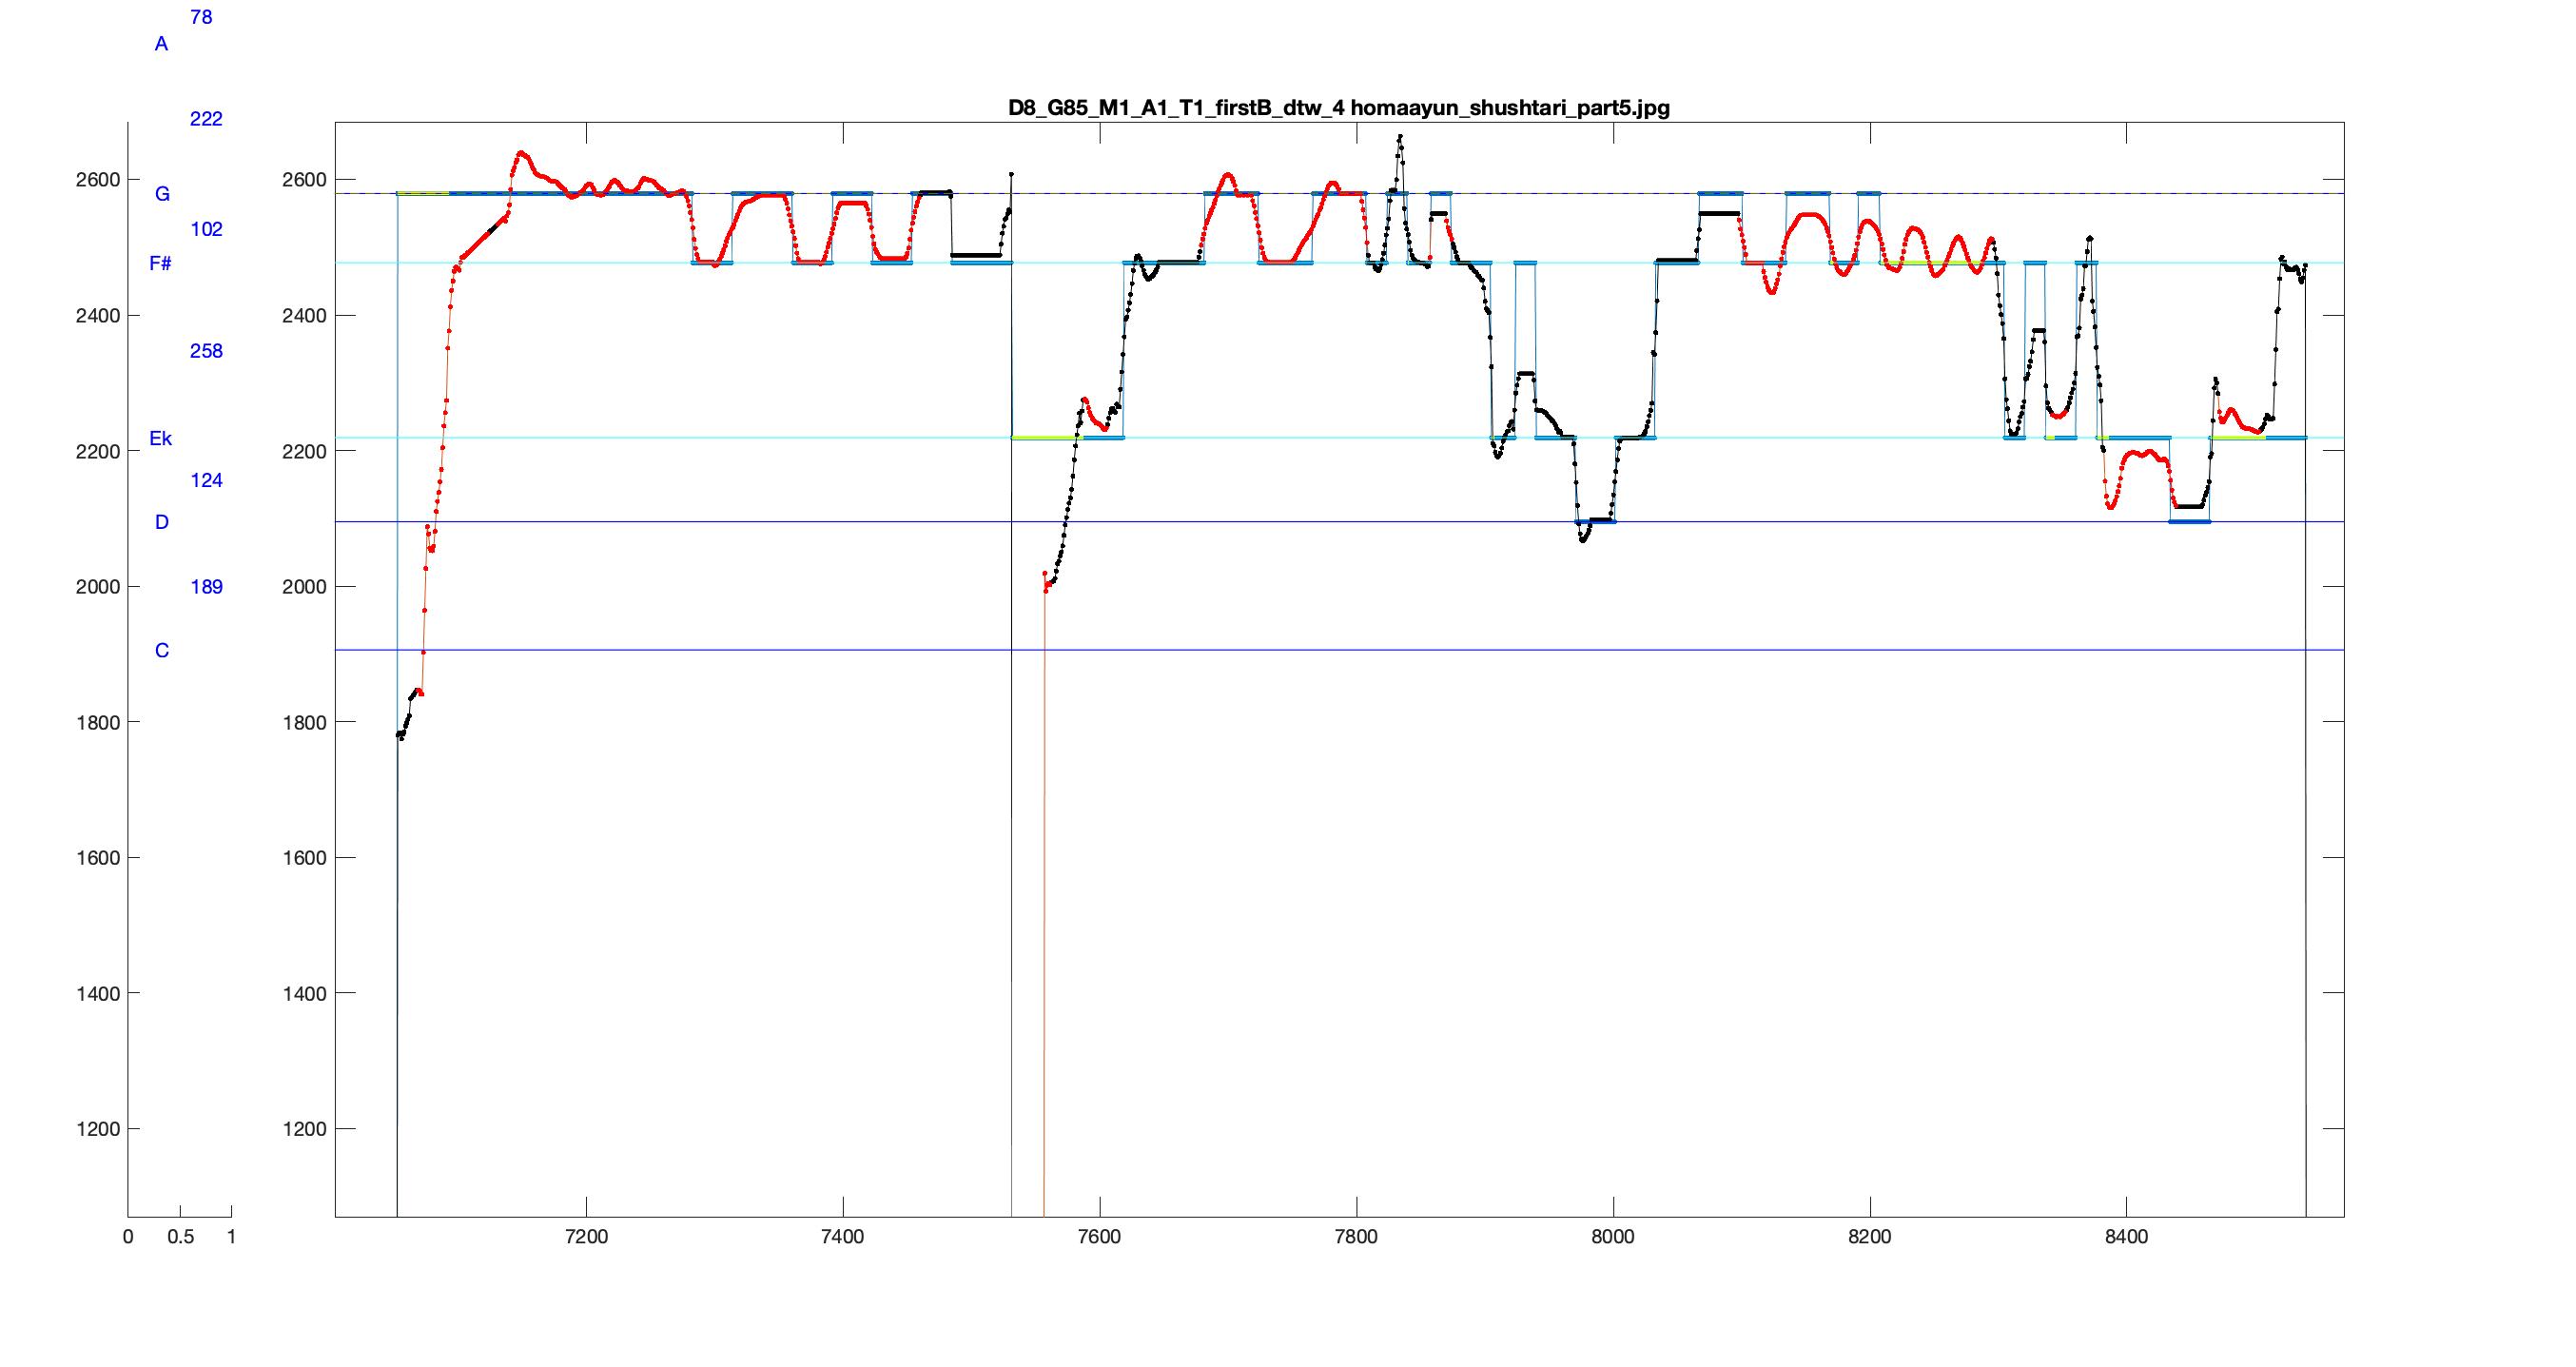 78
A
D8_G85_M1_A1_T1_firstB_dtw_4 homaayun_shushtari_part5.jpg
222
2600 G 2600
102
F#
2400 2400
258
Ek
2200 2200
124
D
2000 189 2000
C
1800 1800
1600 1600
1400 1400
1200 1200
0 0.5 1 7200 7400 7600 7800 8000 8200 8400